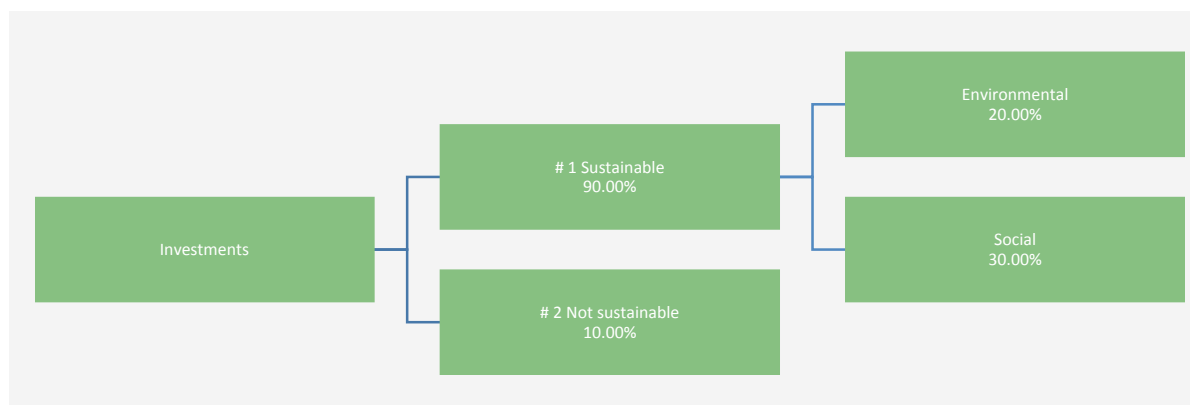 Investments
# 1 Sustainable
90.00%
# 2 Not sustainable
10.00%
Environmental
20.00%
Social
30.00%